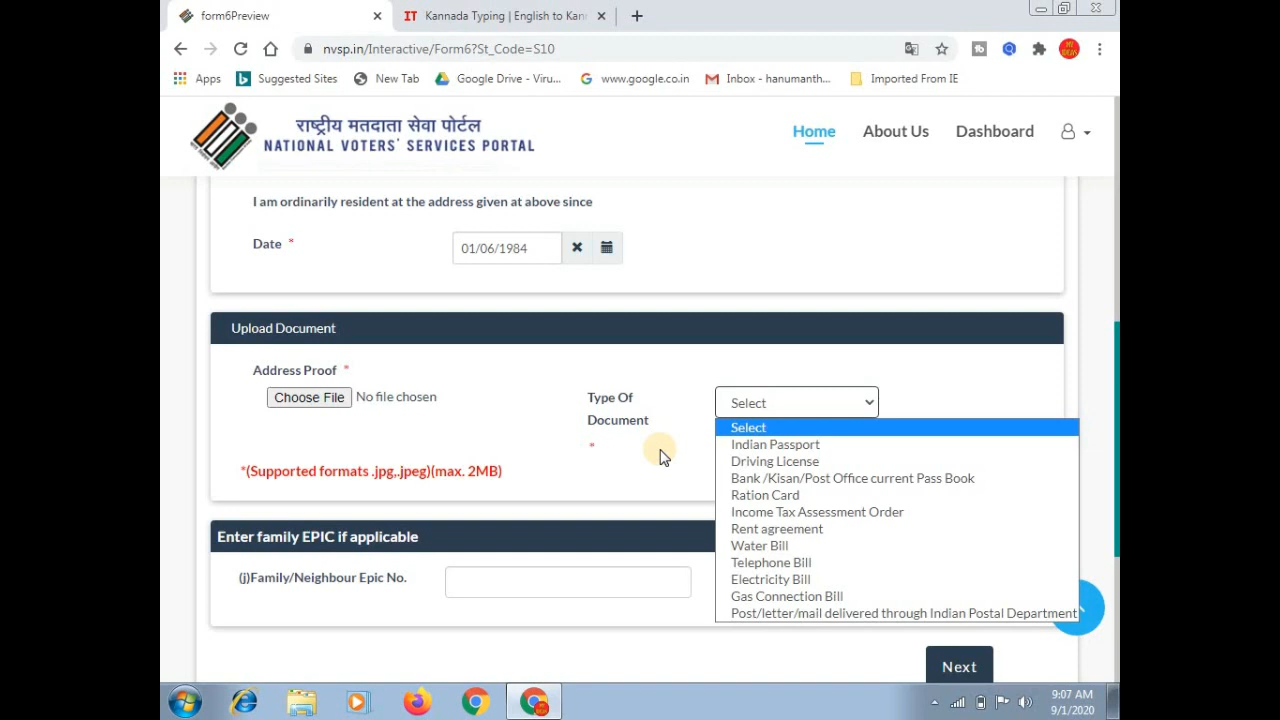 form6Preview
IT Kannada Typing | English to Kan
nvsp.in/Interactive/Form6?St_Code=S10
Apps
Suggested Sites
New Tab
Google Drive - Viru...
www.google.co.in
Inbox - hanumanth...
Imported From IE
राष्ट्रीय मतदाता सेवा पोर्टल
NATIONAL VOTERS' SERVICES PORTAL
Home
About Us
Dashboard
I am ordinarily resident at the address given at above since
Date *
01/06/1984
Upload Document
Address Proof *
Choose File No file chosen
*(Supported formats .jpg,.jpeg)(max. 2MB)
Type Of
Document
*
Select
Select
Indian Passport
Driving License
Bank /Kisan/Post Office current Pass Book
Ration Card
Income Tax Assessment Order
Rent agreement
Water Bill
Telephone Bill
Electricity Bill
Gas Connection Bill
Post/letter/mail delivered through Indian Postal Department
Enter family EPIC if applicable
(j)Family/Neighbour Epic No.
Next
9:07 AM
9/1/2020